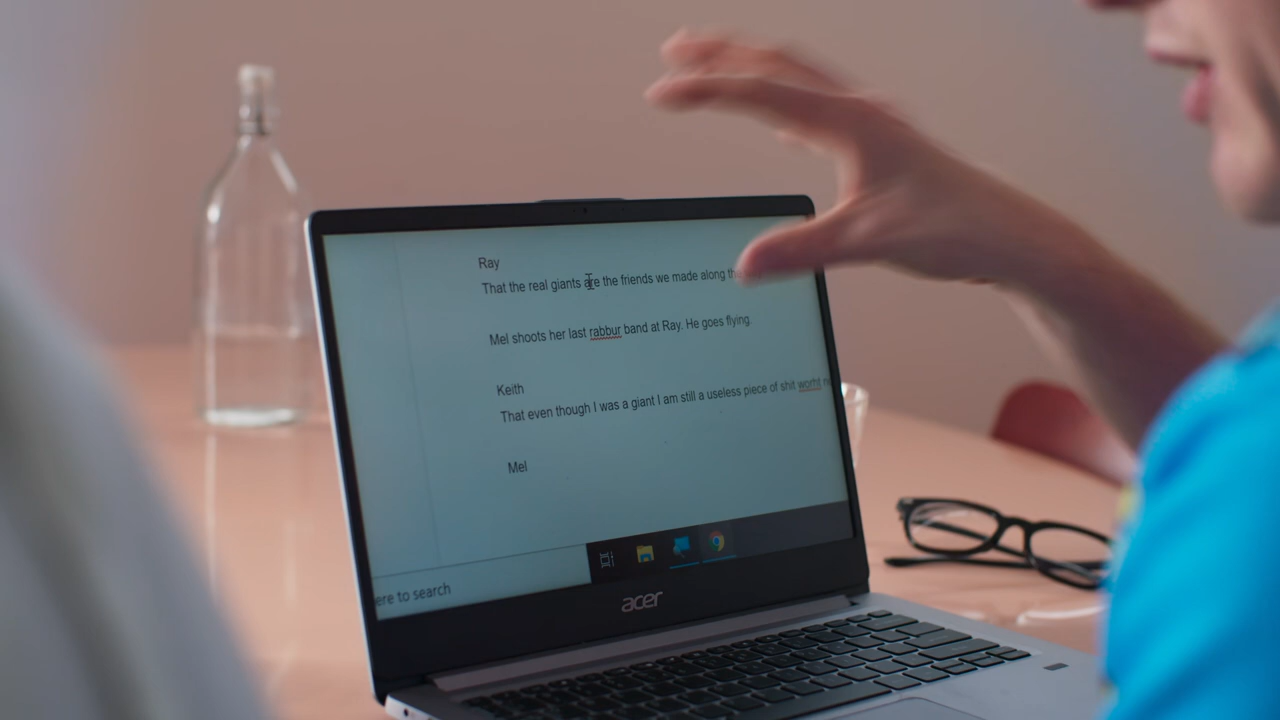 Ray
That the real giants are the friends we made along
Mel shoots her last rabbur band at Ray. He goes flying.
Keith
That even though I was a giant I am still a useless piece of shit worht
Mel
ere to search
acer